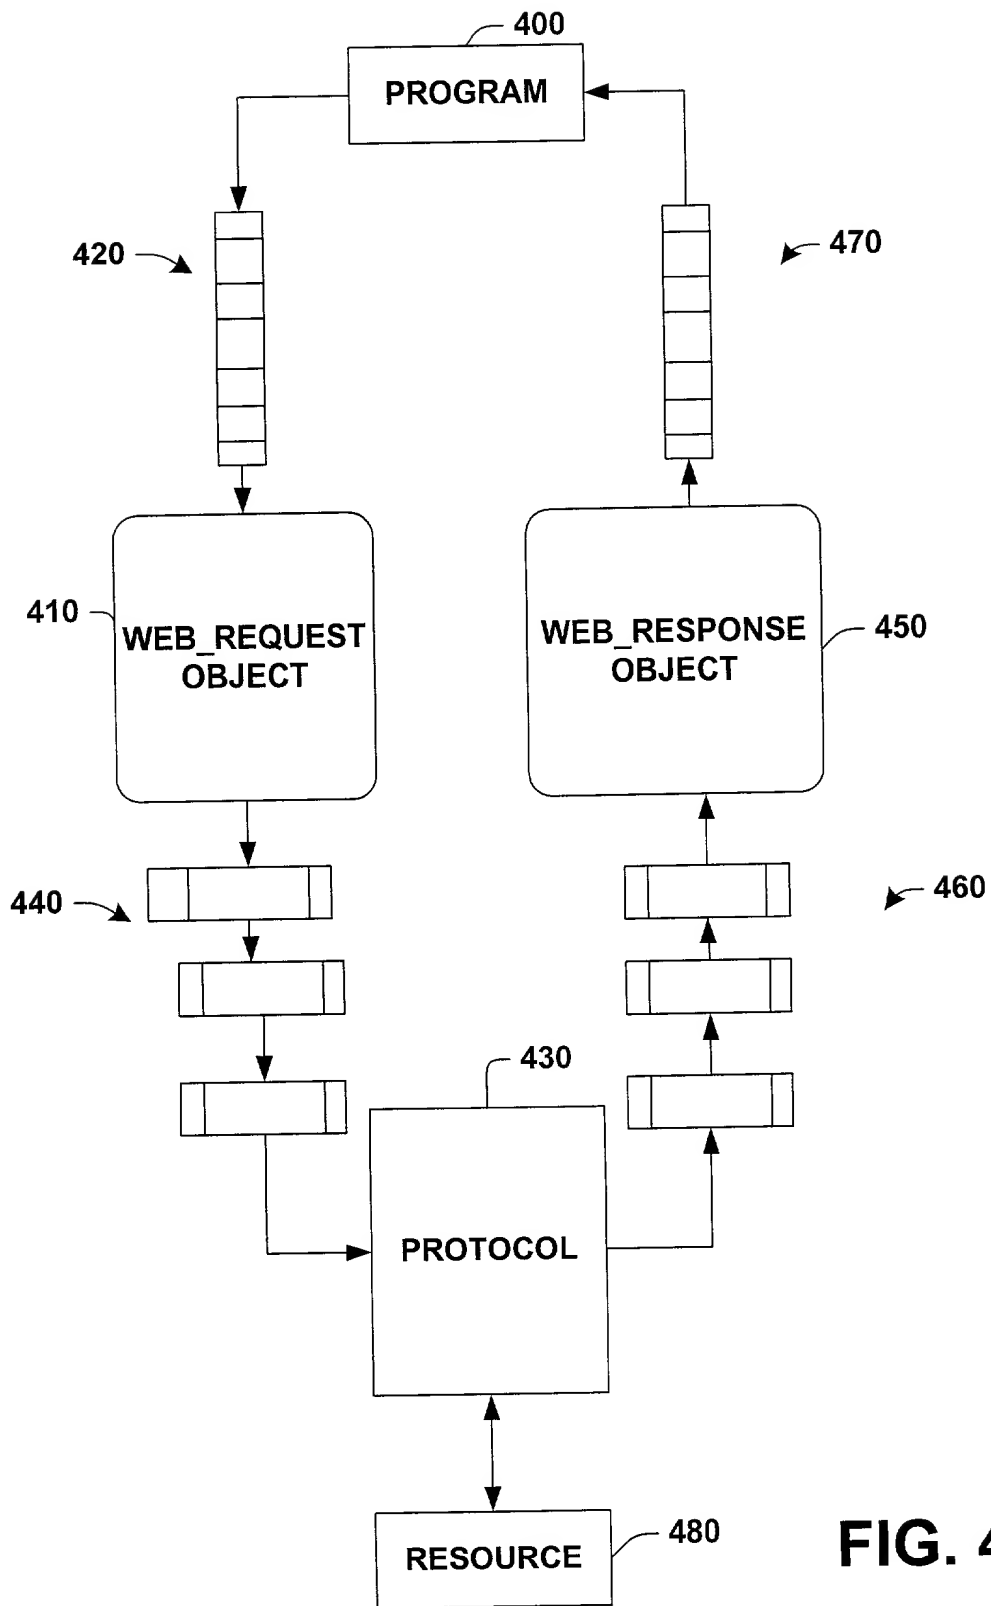 400
PROGRAM
420
470
410
WEB_REQUEST
OBJECT
WEB_RESPONSE
OBJECT
450
440
460
430
PROTOCOL
RESOURCE
480
FIG. 4